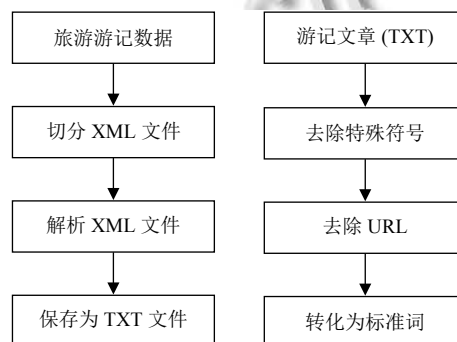 旅游游记数据
切分 XML 文件
解析 XML 文件
保存为 TXT 文件
游记文章 (TXT)
去除特殊符号
去除 URL
转化为标准词